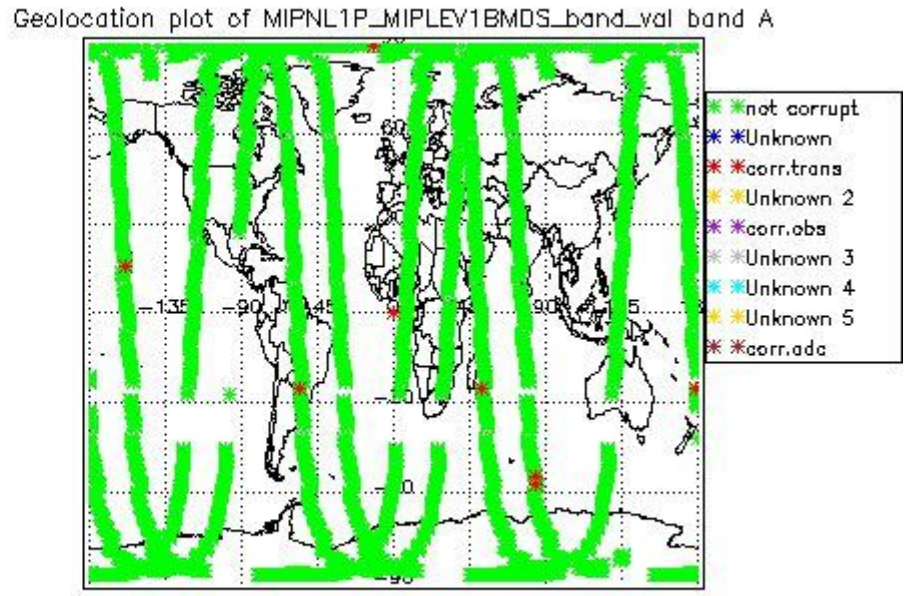 Geolocation plot of MIPNL1P_MIPLEV1BMDS_band_val band A
60
-135 -90 45 90
-90
* *not corrupt
* *Unknown
* *corr.trans
* *Unknown 2
* *corr.obs
* *Unknown 3
* *Unknown 4
* *Unknown 5
* *corr.adc